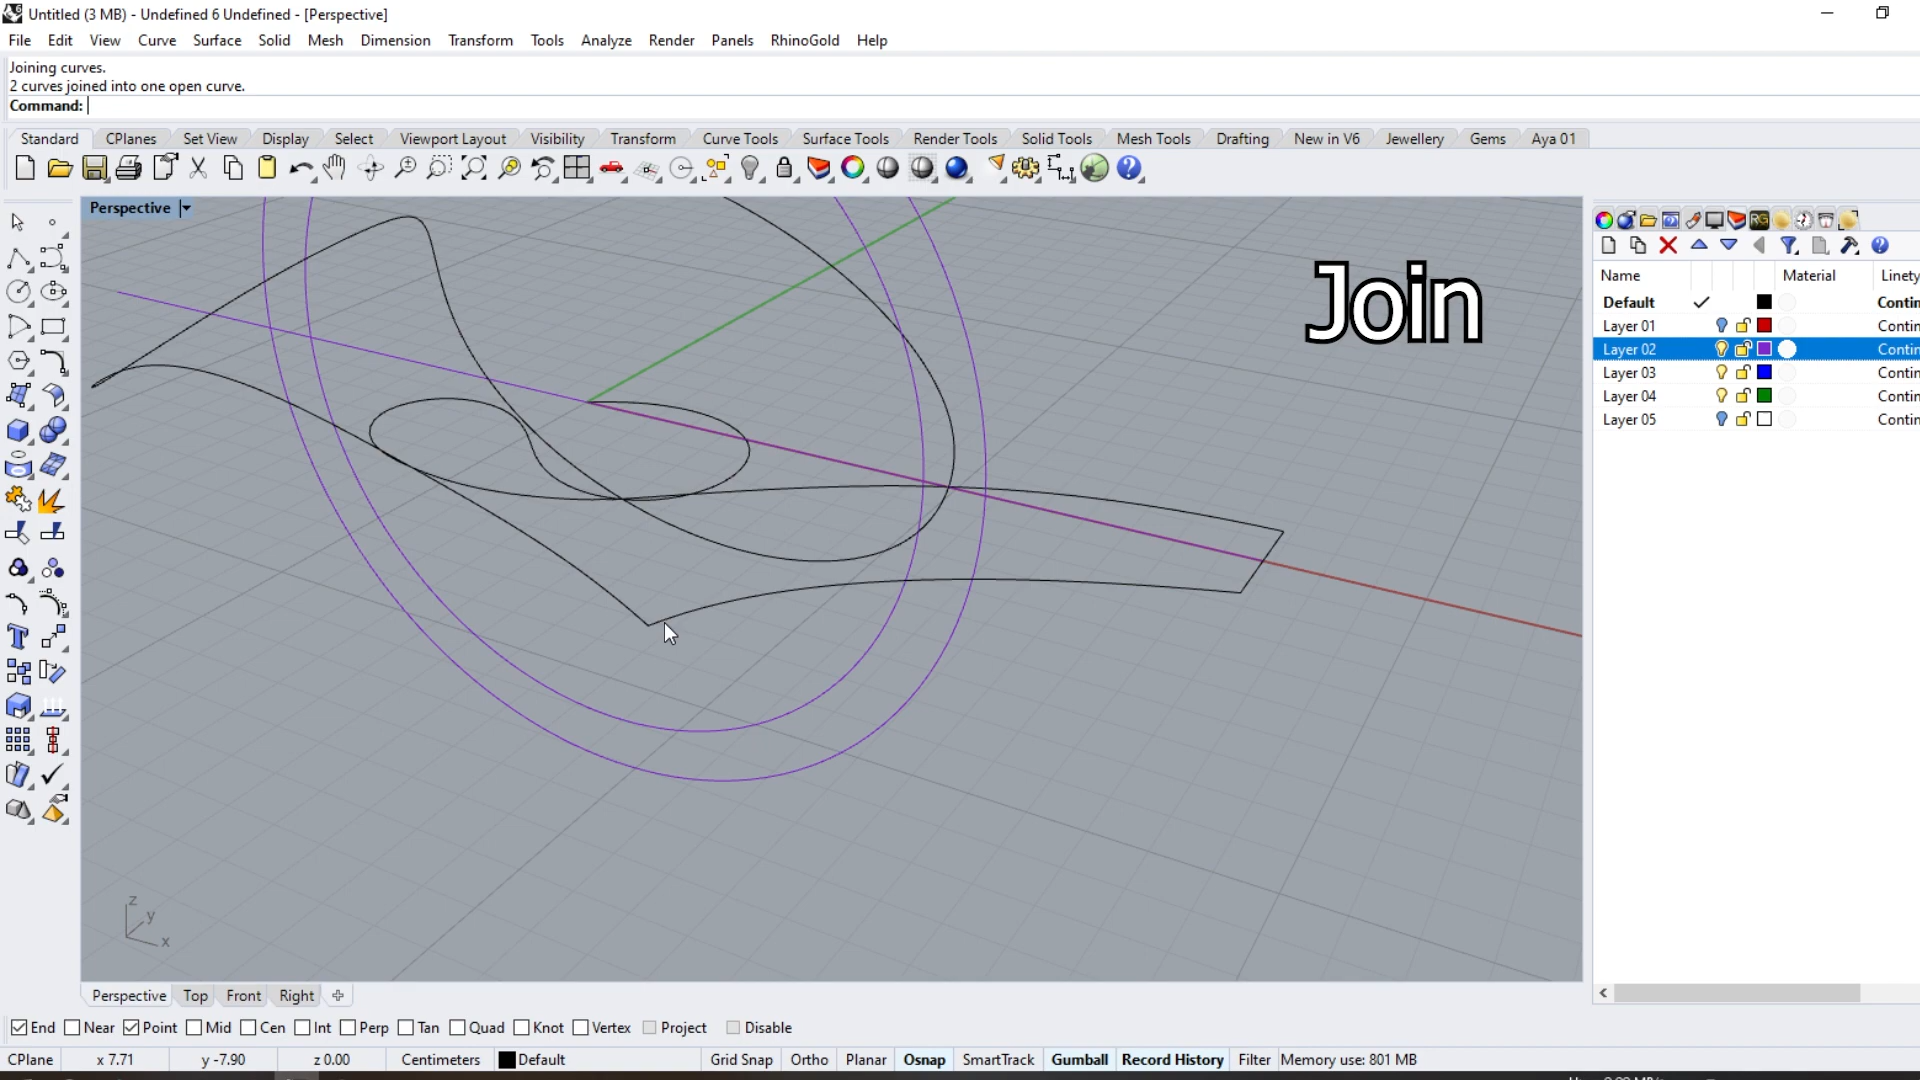 Untitled (3 MB) - Undefined 6 Undefined - [Perspective]
File Edit View Curve Surface Solid Mesh Dimension Transform Tools Analyze Render Panels RhinoGold Help
Joining curves.
2 curves joined into one open curve.
Command:
Standard CPlanes Set View Display Select Viewport Layout Visibility Transform Curve Tools Surface Tools Render Tools Solid Tools Mesh Tools Drafting New in V6 Jewellery Gems Aya 01
Perspective
Join
Name Material Linety
Default Contin
Layer 01 Contin
Layer 02 Contin
Layer 03 Contin
Layer 04 Contin
Layer 05 Contin
z
y
x
Perspective Top Front Right
End Near Point Mid Cen Int Perp Tan Quad Knot Vertex Project Disable
CPlane x 7.71 y -7.90 z 0.00 Centimeters Default Grid Snap Ortho Planar Osnap SmartTrack Gumball Record History Filter Memory use: 801 MB